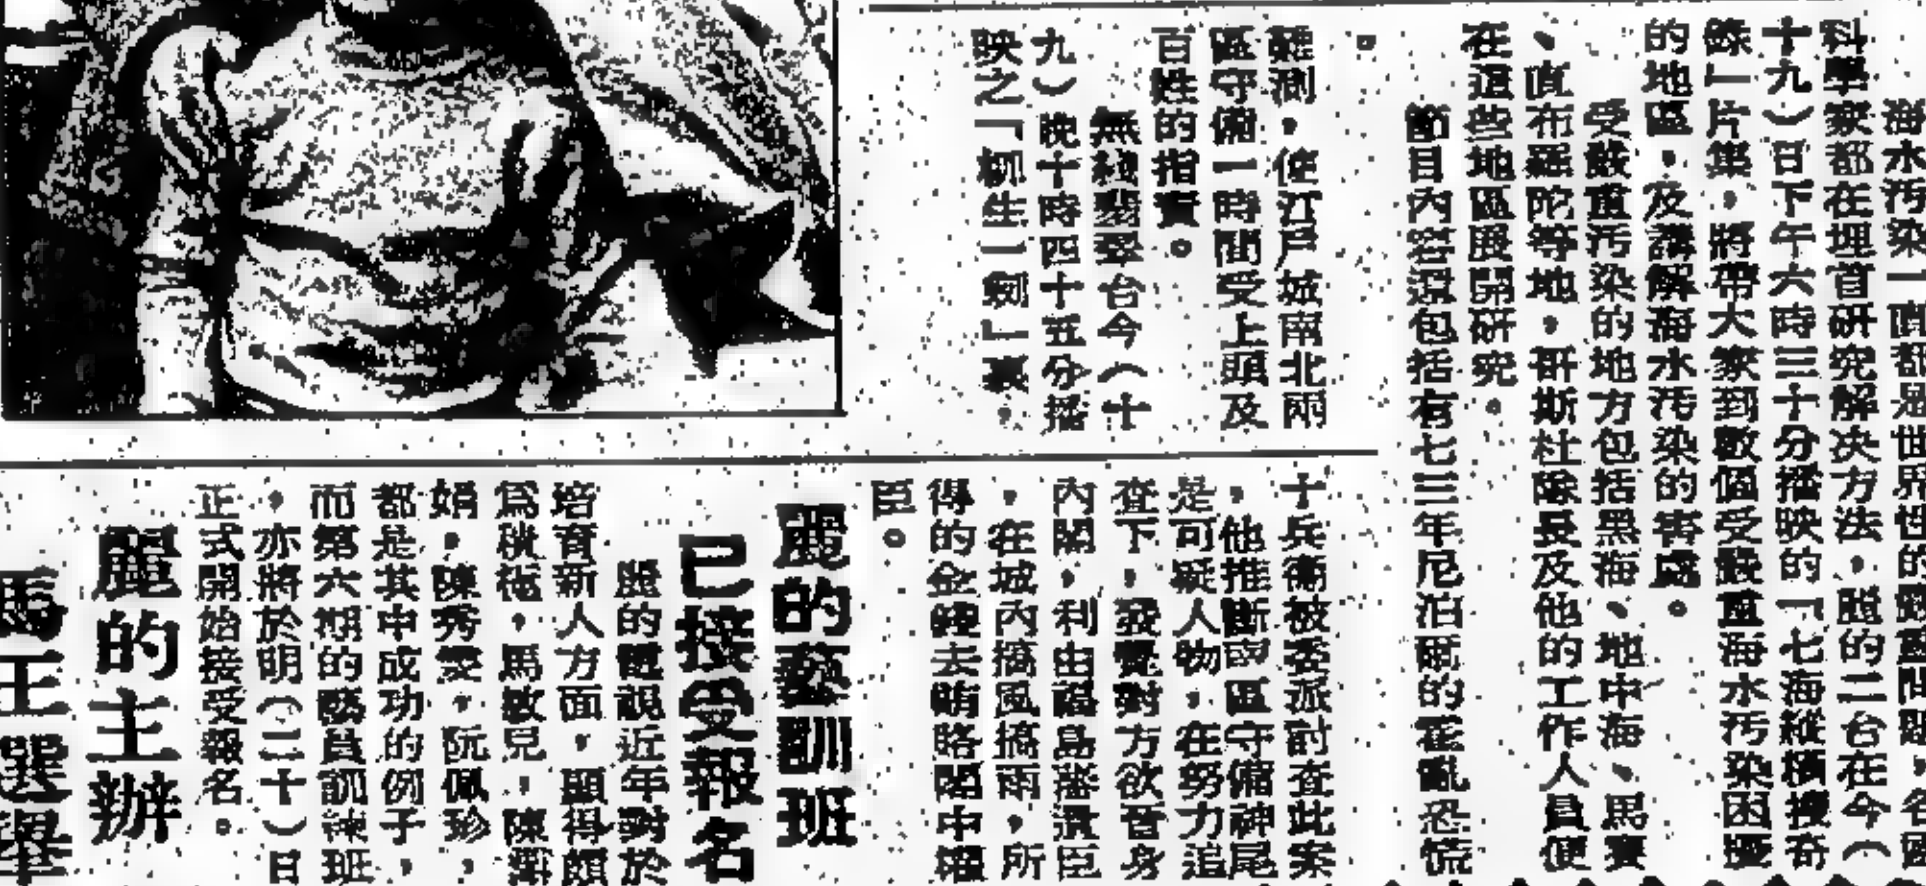 海水污染一直都是世界性的嚴重問題，各國
科學家都在埋首研究解決方法，麗的二台在今（
十九）日下午六時三十分播映的「七海縱橫搜奇
錄」片集，將帶大家到數個受嚴重海水污染困擾
的地區，及講解海水污染的害處。
受嚴重污染的地方包括黑海、地中海、馬賽
、直布羅陀等地，哥斯杜隊長及他的工作人員便
在這些地區展開研究。
節目內容還包括有七三年尼泊爾的霍亂恐慌
。
難測，使江戶城南北兩
區守備一時間受上頭及
百姓的指責。
無綫翡翠台今（十
九）晚十時四十五分播
映之「柳生一劍」裏，
十兵衞被委派討查此案
，他推斷 區守備神尾
是可疑人物，在努力追
查下，發覺對方欲晉身
內閣，利由福島藩遺臣
，在城內搞風搞雨，所
得的金錢去賄賂閣中權
臣。
麗的藝訓班
已接受報名
麗的電視近年對於
培育新人方面，顯得頗
爲積極，馬敏兒，陳
娟，陳秀雯，阮佩珍，
都是其中成功的例子，
而第六期的藝員訓練班
，亦將於明（二十）日
正式開始接受報名。
麗的主辦
馬王選舉